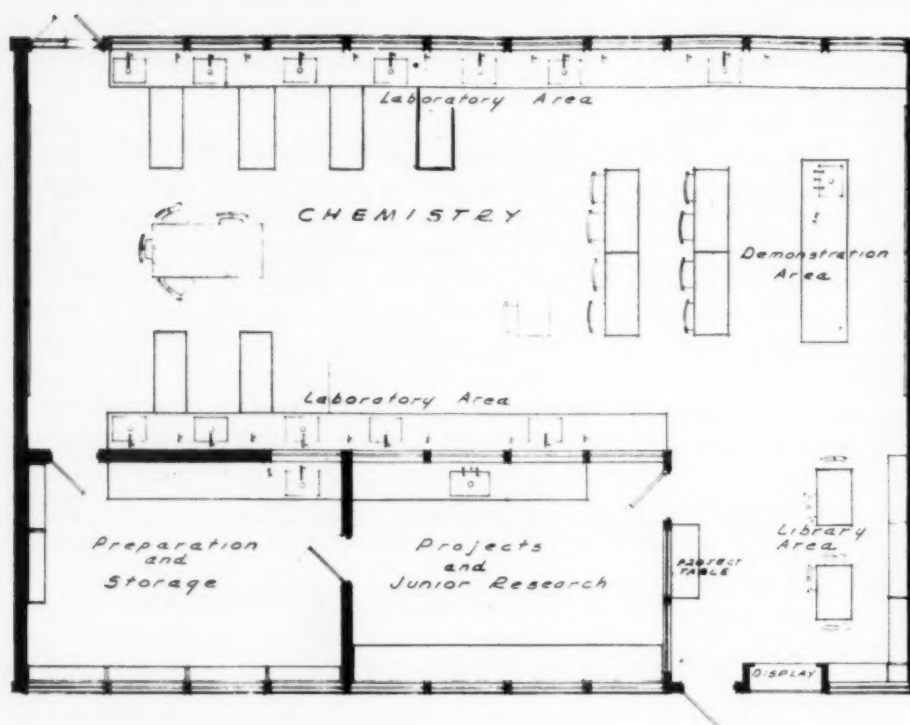 Laboratory Area
CHEMISTRY
Demonstration
Area
Laboratory Area
Preparation
and
Storage
Projects
and
Junior Research
PROJECT
TABLE
Library
Area
DISPLAY